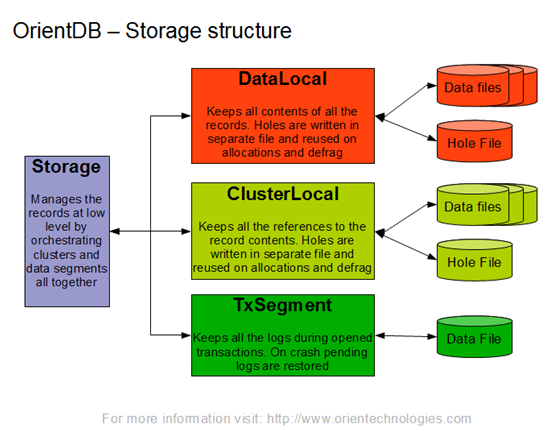 OrientDB – Storage structure
Storage
Manages the
records at low
level by
orchestrating
clusters and
data segments
all together
DataLocal
Keeps all contents of all the
records. Holes are written in
separate file and reused on
allocations and defrag
Data files
Hole File
ClusterLocal
Keeps all the references to the
record contents. Holes are
written in separate file and
reused on allocations and defrag
Data files
Hole File
TxSegment
Keeps all the logs during opened
transactions. On crash pending
logs are restored
Data File
For more information visit: http://www.orientechnologies.com